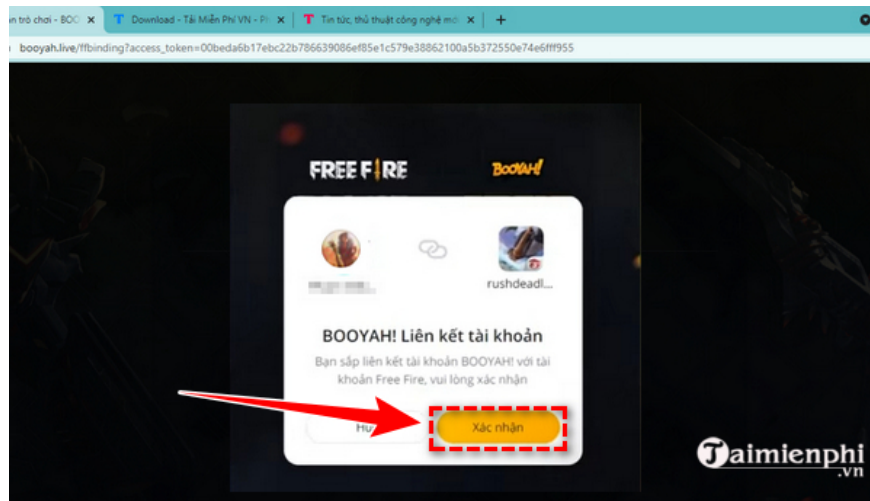 ản trò chơi - BOO
Download - Tải Miễn Phí VN - Ph
Tin tức, thủ thuật công nghệ mới
booyah.live/ffbinding?access_token=00beda6b17ebc22b786639086ef85e1c579e38862100a5b372550e74e6fff955
FREE FIRE
BOOYAH!
rushdeadl...
BOOYAH! Liên kết tài khoản
Bạn sắp liên kết tài khoản BOOYAH! với tài
khoản Free Fire, vui lòng xác nhận
Xác nhận
Taimienphi
.vn